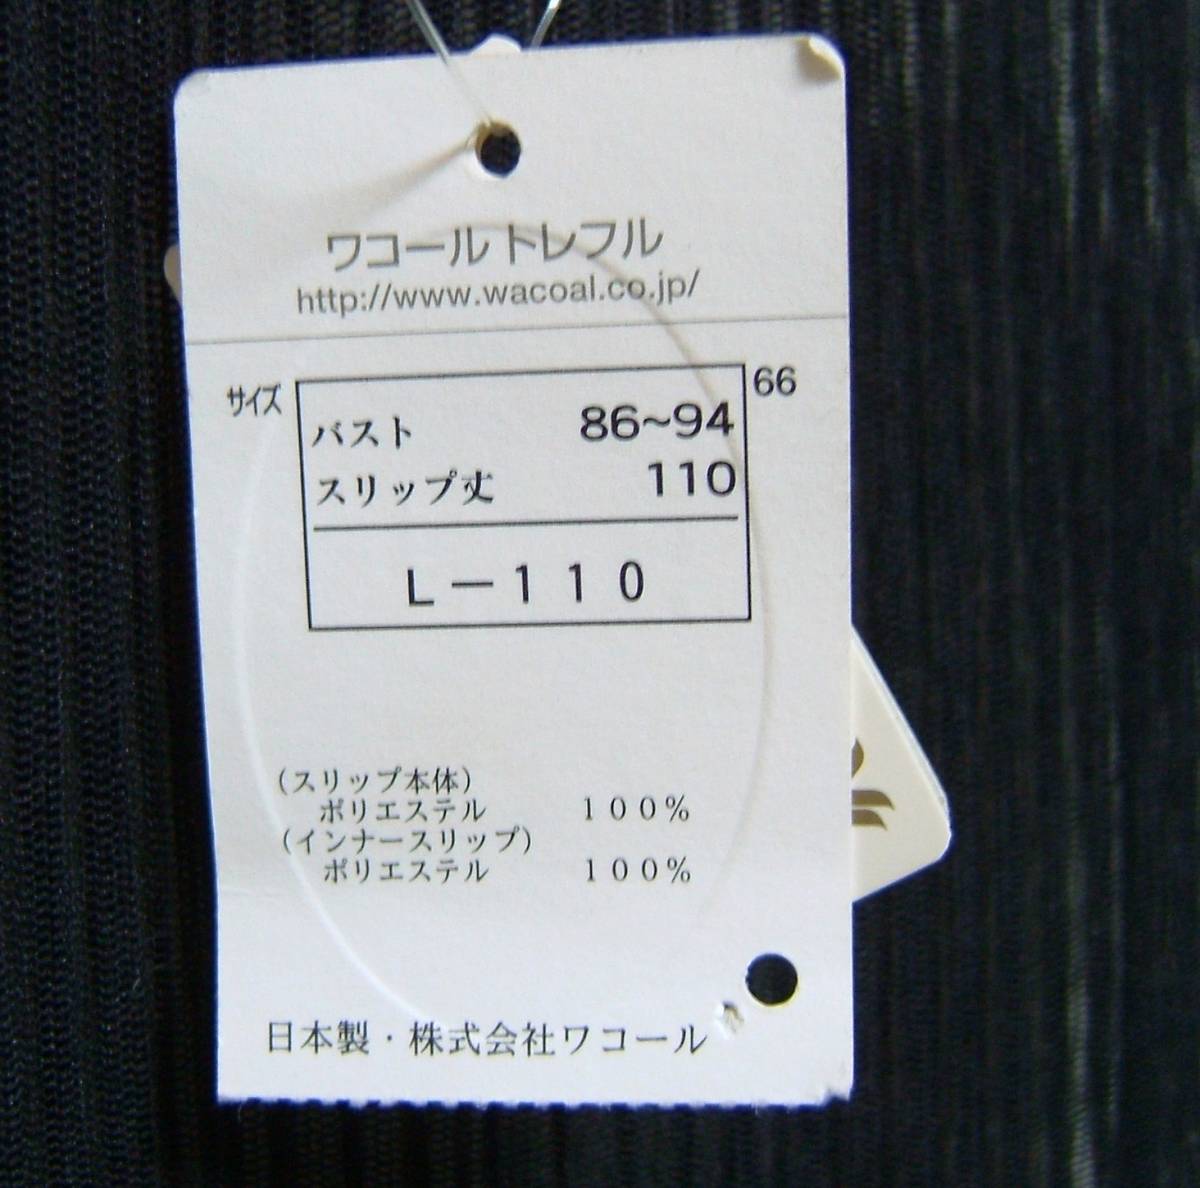 ワコール トレフル
http://www.wacoal.co.jp/
サイズ 66
バスト 86~94
スリップ丈 110
L－110
(スリップ本体)
ポリエステル 100%
(インナースリップ)
ポリエステル 100%
日本製・株式会社ワコール